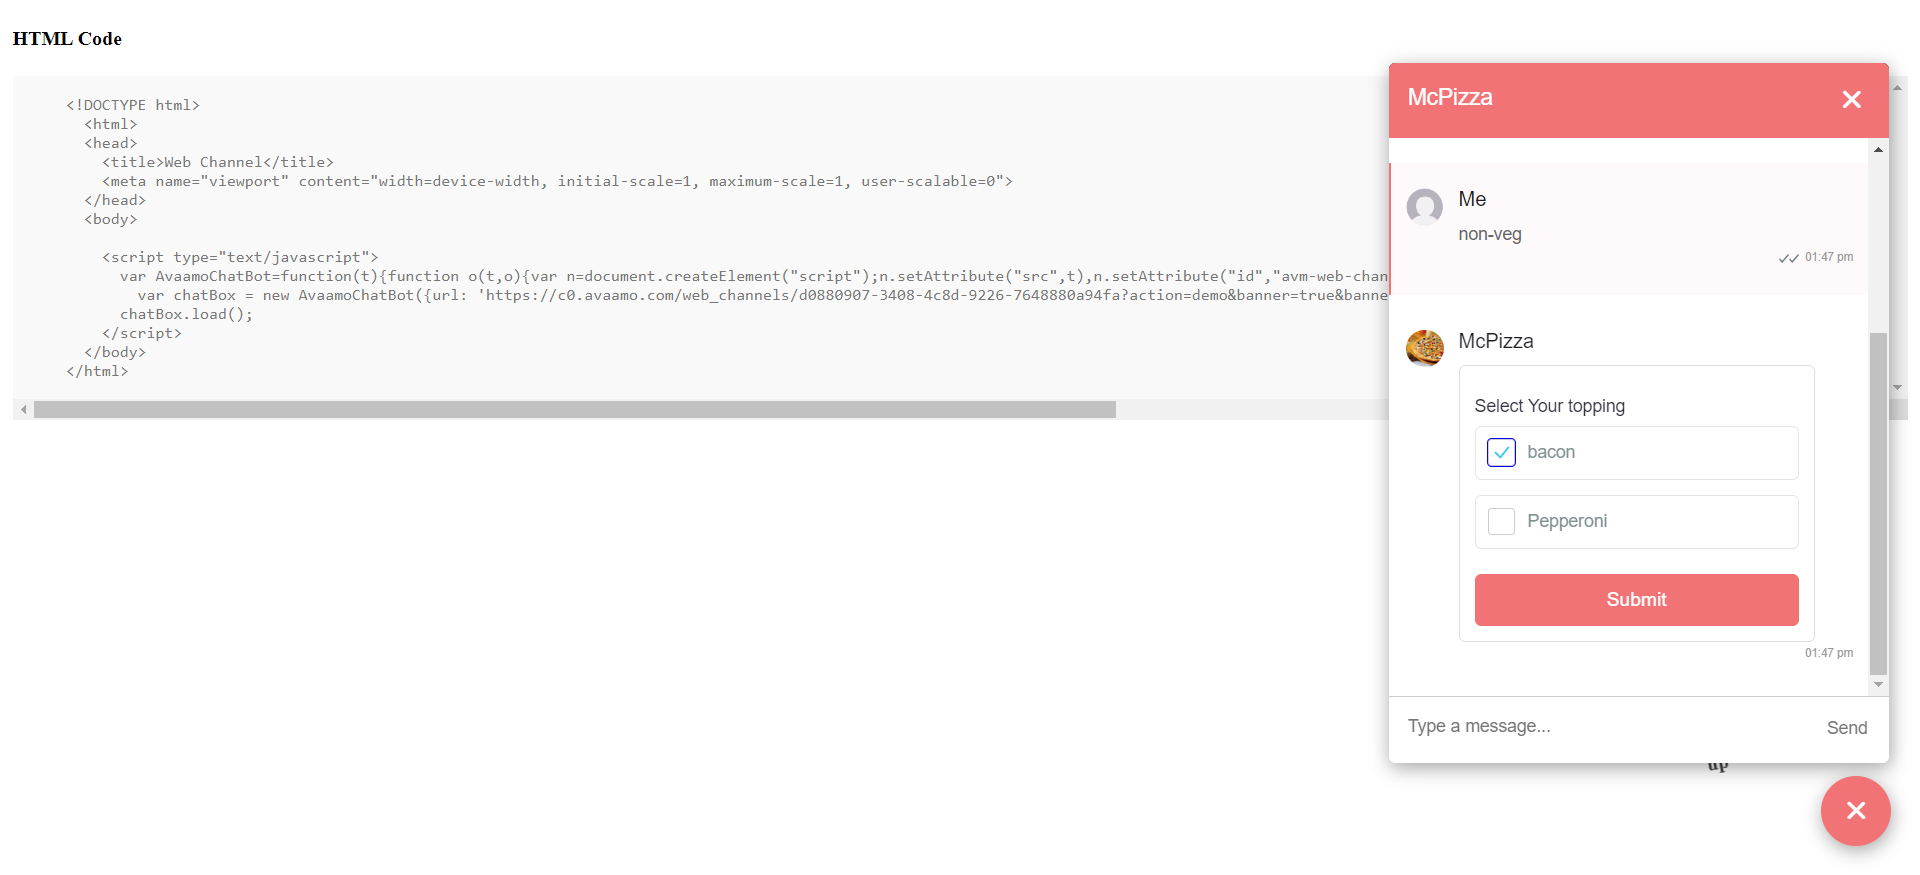 HTML Code
<!DOCTYPE html>
<html>
<head>
<title>Web Channel</title>
<meta name="viewport" content="width=device-width, initial-scale=1, maximum-scale=1, user-scalable=0">
</head>
<body>
<script type="text/javascript">
var AvaamoChatBot=function(t){function o(t,o){var n=document.createElement("script");n.setAttribute("src",t),n.setAttribute("id","avm-web-chan
var chatBox = new AvaamoChatBot({url: 'https://c0.avaamo.com/web_channels/d0880907-3408-4c8d-9226-7648880a94fa?action=demo&banner=true&banne
chatBox.load();
</script>
</body>
</html>
McPizza
Me
non-veg
01:47 pm
McPizza
Select Your topping
bacon
Pepperoni
Submit
01:47 pm
Type a message...
Send
up